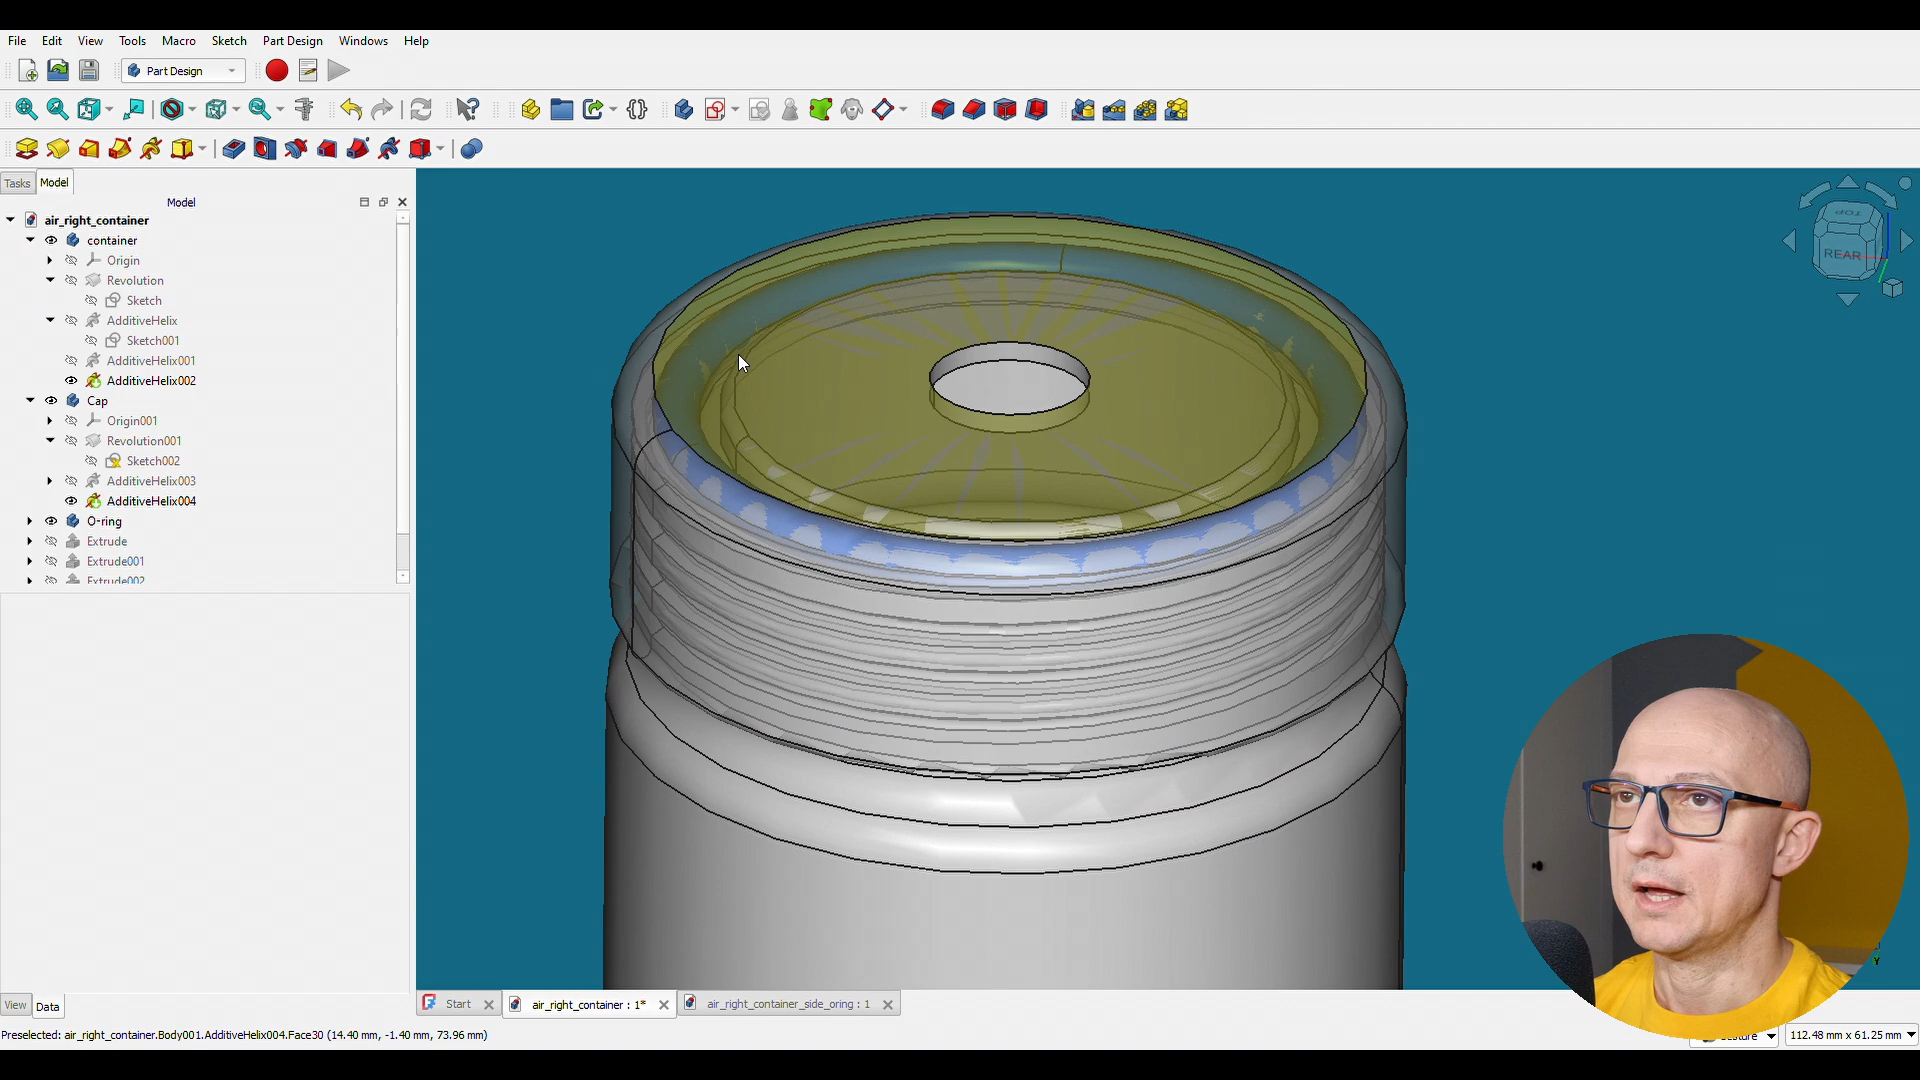 File Edit View Tools Macro Sketch Part Design Windows Help
Part Design
Tasks Model
Model
air_right_container
container
Origin
Revolution
Sketch
AdditiveHelix
Sketch001
AdditiveHelix001
AdditiveHelix002
Cap
Origin001
Revolution001
Sketch002
AdditiveHelix003
AdditiveHelix004
O-ring
Extrude
Extrude001
Extrude002
TOP
REAR
Y
View Data
Start air_right_container : 1* air_right_container_side_oring : 1
Preselected: air_right_container.Body001.AdditiveHelix004.Face30 (14.40 mm, -1.40 mm, 73.96 mm)
112.48 mm x 61.25 mm